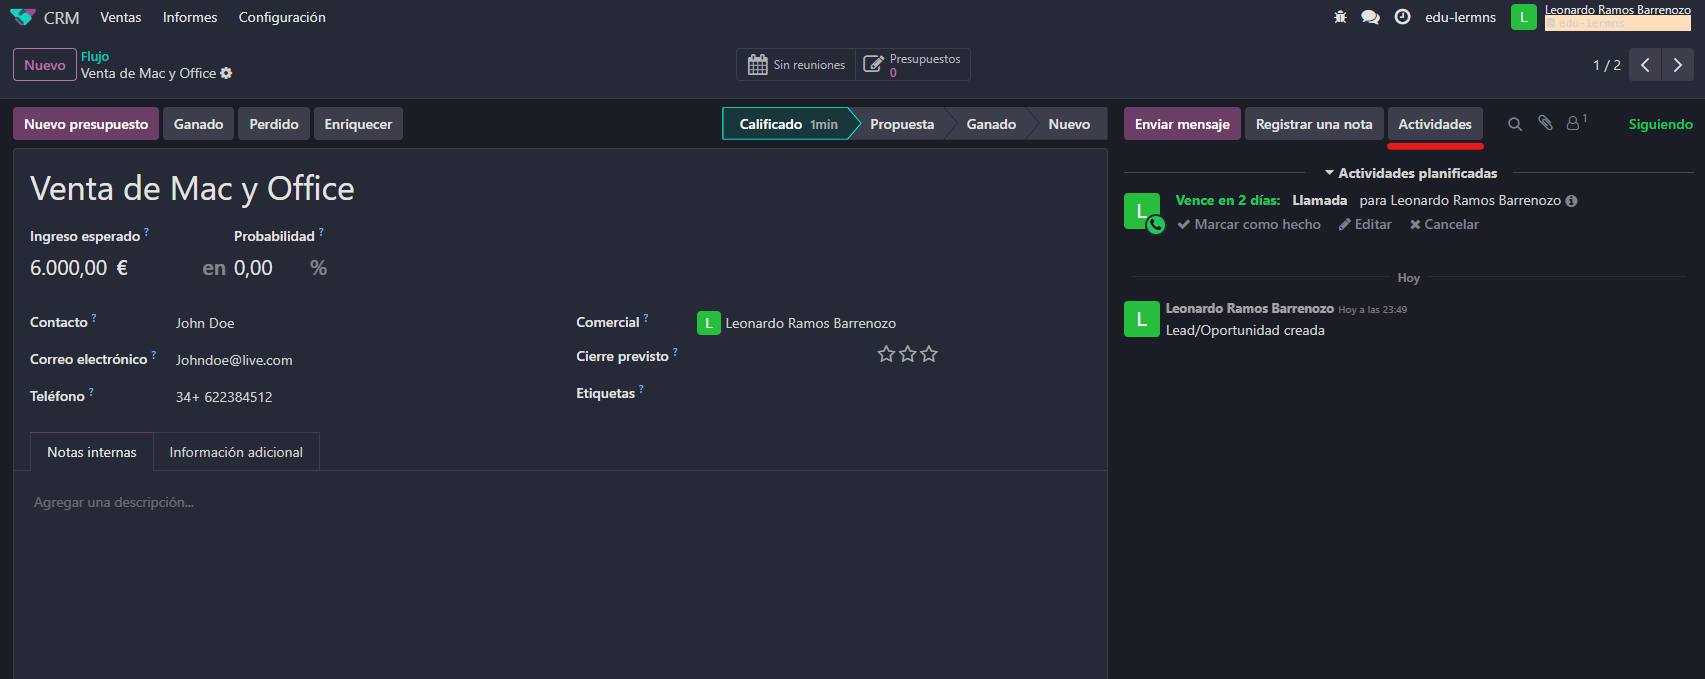 CRM Ventas Informes Configuración edu-lermns L Leonardo Ramos Barrenozo
edu-lermns
Nuevo Flujo
Venta de Mac y Office
Sin reuniones
Presupuestos
0
1 / 2
Nuevo presupuesto Ganado Perdido Enriquecer
Calificado 1min Propuesta Ganado Nuevo
Enviar mensaje Registrar una nota Actividades 1 Siguiendo
Venta de Mac y Office
Ingreso esperado ? Probabilidad ?
6.000,00 € en 0,00 %
Contacto ? John Doe
Correo electrónico ? Johndoe@live.com
Teléfono ? 34+ 622384512
Comercial ? L Leonardo Ramos Barrenozo
Cierre previsto ?
Etiquetas ?
Notas internas Información adicional
Agregar una descripción...
Actividades planificadas
L Vence en 2 días: Llamada para Leonardo Ramos Barrenozo
Marcar como hecho Editar Cancelar
Hoy
L Leonardo Ramos Barrenozo Hoy a las 23:49
Lead/Oportunidad creada